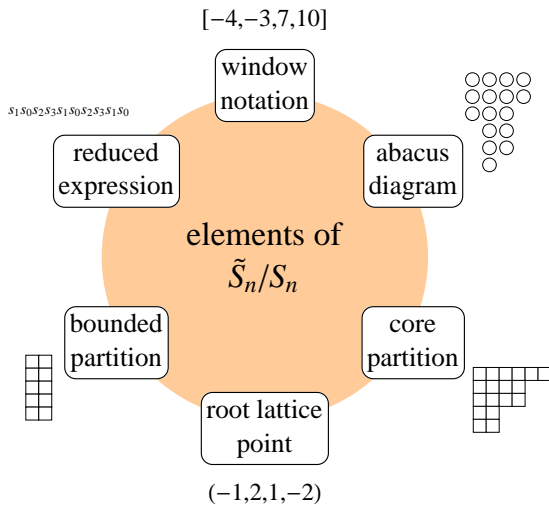 [−4,−3,7,10]
window
notation
s₁s₀s₂s₃s₁s₀s₂s₃s₁s₀
reduced
expression
abacus
diagram
elements of
S̃ₙ/Sₙ
bounded
partition
core
partition
root lattice
point
(−1,2,1,−2)